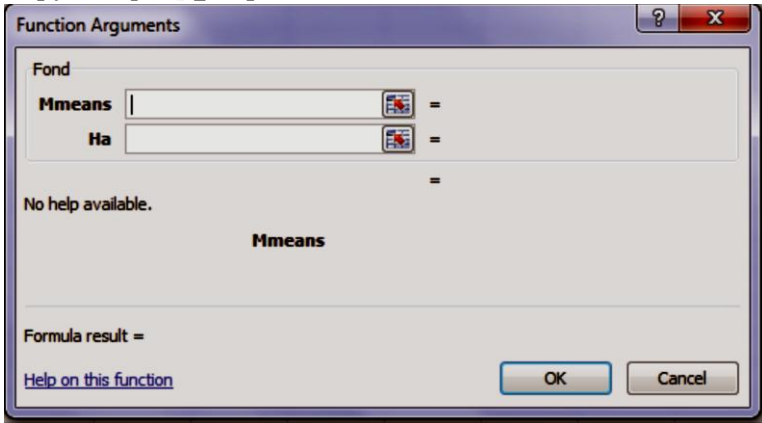 Function Arguments
? x
Fond
Mmeans =
Ha =
=
No help available.
Mmeans
Formula result =
Help on this function
OK Cancel